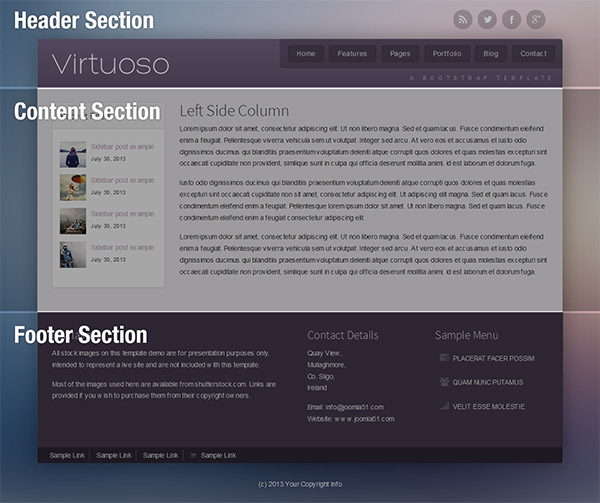 Header Section
Virtuoso
Home Features Pages Portfolio Blog Contact
A BOOTSTRAP TEMPLATE
Content Section
Sidebar post example
July 30, 2013
Sidebar post example
July 30, 2013
Sidebar post example
July 30, 2013
Sidebar post example
July 30, 2013
Left Side Column
Lorem ipsum dolor sit amet, consectetur adipiscing elit. Ut non libero magna. Sed et quam lacus. Fusce condimentum eleifend
enim a feugiat. Pellentesque viverra vehicula sem ut volutpat. Integer sed arcu. At vero eos et accusamus et iusto odio
dignissimos ducimus qui blanditiis praesentium voluptatum deleniti atque corrupti quos dolores et quas molestias excepturi sint
occaecati cupiditate non provident, similique sunt in culpa qui officia deserunt mollitia animi, id est laborum et dolorum fuga.
Iusto odio dignissimos ducimus qui blanditiis praesentium voluptatum deleniti atque corrupti quos dolores et quas molestias
excepturi sint occaecati cupiditate non sint amet, consectetur adipiscing elit. Ut adipiscing elit magna. Sed et quam lacus. Fusce
condimentum eleifend enim a feugiat. Pellentesque lorem ipsum dolor sit amet. Ut non libero magna. Sed et quam lacus. Fusce
condimentum eleifend enim a feugiat consectetur adipiscing elit.
Lorem ipsum dolor sit amet, consectetur adipiscing elit. Ut non libero magna. Sed et quam lacus. Fusce condimentum eleifend
enim a feugiat. Pellentesque viverra vehicula sem ut volutpat. Integer sed arcu. At vero eos et accusamus et iusto odio
dignissimos ducimus qui blanditiis praesentium voluptatum deleniti atque corrupti quos dolores et quas molestias excepturi sint
occaecati cupiditate non provident, similique sunt in culpa qui officia deserunt mollitia animi, id est laborum et dolorum fuga.
Footer Section
All stock images on this template demo are for presentation purposes only,
intended to represent a live site and are not included with this template.
Most of the images used here are available from shutterstock.com. Links are
provided if you wish to purchase them from their copyright owners.
Contact Details
Quay View,
Mullaghmore,
Co. Sligo,
Ireland
Email: info@joomla51.com
Website: www.joomla51.com
Sample Menu
PLACERAT FACER POSSIM
QUAM NUNC PUTAMUS
VELIT ESSE MOLESTIE
Sample Link Sample Link Sample Link Sample Link
(c) 2013 Your Copyright Info